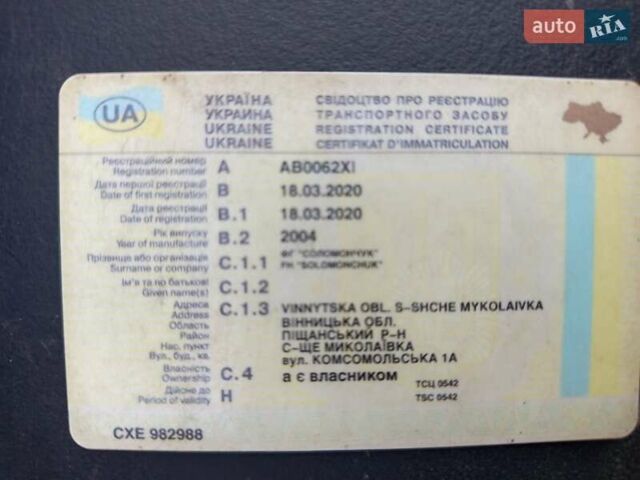 auto RIA .com
UA
УКРАЇНА СВІДОЦТВО ПРО РЕЄСТРАЦІЮ
УКРАИНА ТРАНСПОРТНОГО ЗАСОБУ
UKRAINE REGISTRATION CERTIFICATE
UKRAINE CERTIFIKAT D'IMMATRICULATION
Реєстраційний номер
Registration number A AB0062XI
Дата першої реєстрації
Date of first registration B 18.03.2020
Дата реєстрації
Date of registration B.1 18.03.2020
Рік випуску
Year of manufacture B.2 2004
Прізвище або організація ФГ "СОЛОМОНЧУК"
Surname or company C.1.1 FH "SOLOMONCHUK"
Ім'я та по батькові
Given name(s) C.1.2
Адреса C.1.3 VINNYTSKA OBL. S-SHCHE MYKOLAIVKA
Address
Область ВІННИЦЬКА ОБЛ.
Район ПІЩАНСЬКИЙ Р-Н
Нас. пункт С-ЩЕ МИКОЛАЇВКА
Вул., буд., кв. вул. КОМСОМОЛЬСЬКА 1А
Власність
Ownership C.4 а є власником ТСЦ 0542
Дійсне до
Period of validity H TSC 0542
CXE 982988